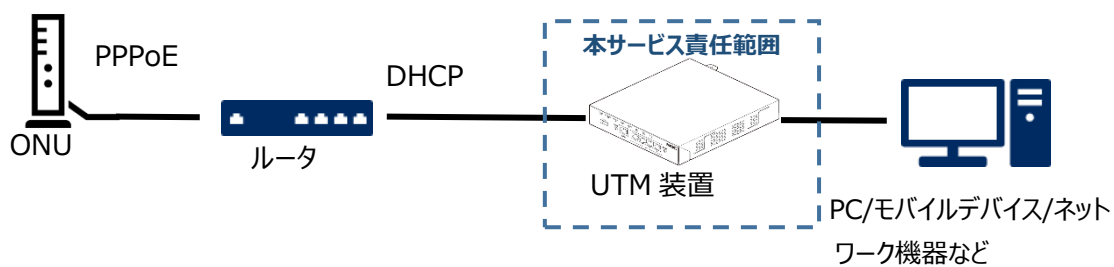 本サービス責任範囲
PPPoE
DHCP
ONU
ルータ
UTM 装置
PC/モバイルデバイス/ネット
ワーク機器など